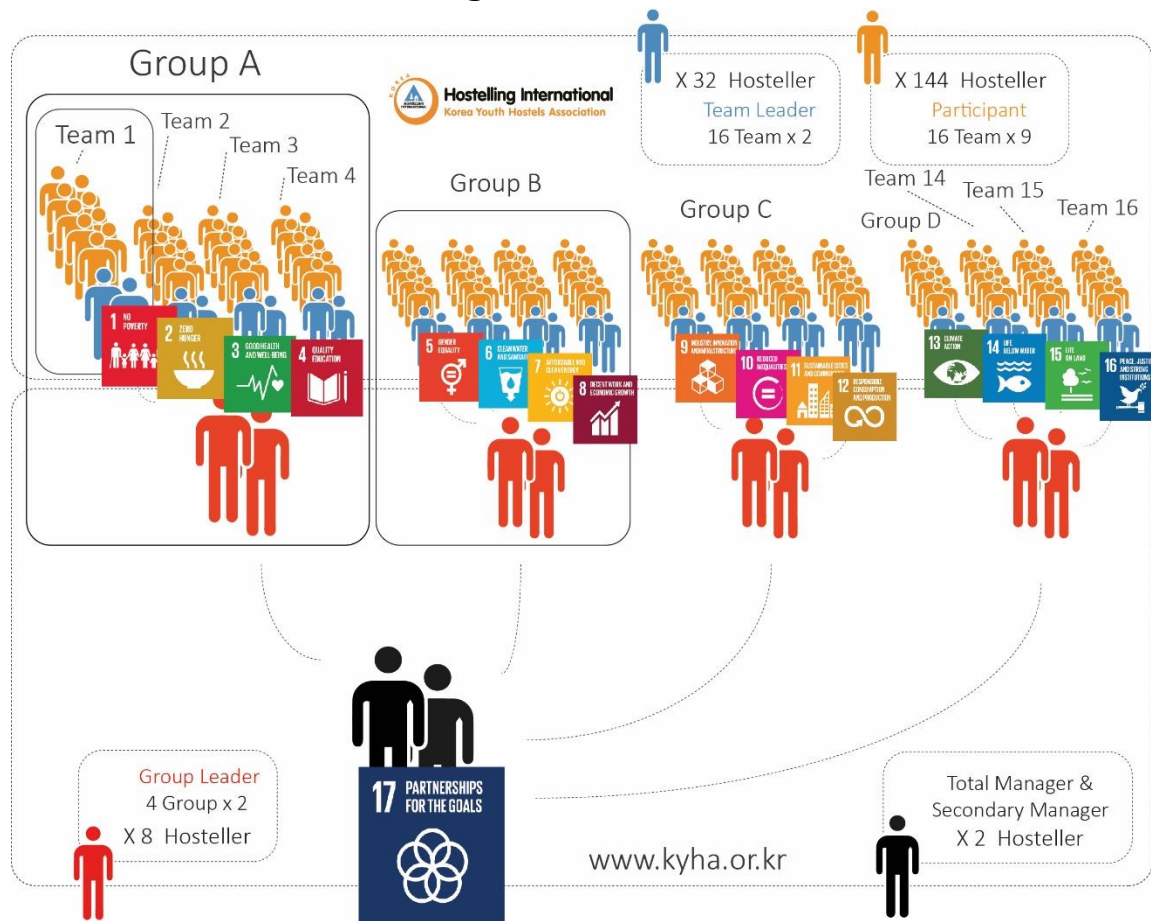 Group A
Team 1
Team 2
Team 3
Team 4
KOREA
Hostelling International
Korea Youth Hostels Association
X 32 Hosteller
Team Leader
16 Team x 2
X 144 Hosteller
Participant
16 Team x 9
Group B
Group C
Group D
Team 14
Team 15
Team 16
1 NO
POVERTY
2 ZERO
HUNGER
3 GOOD HEALTH
AND WELL-BEING
4 QUALITY
EDUCATION
5 GENDER
EQUALITY
6 CLEAN WATER
AND SANITATION
7 AFFORDABLE AND
CLEAN ENERGY
8 DECENT WORK AND
ECONOMIC GROWTH
9 INDUSTRY, INNOVATION
AND INFRASTRUCTURE
10 REDUCED
INEQUALITIES
11 SUSTAINABLE CITIES
AND COMMUNITIES
12 RESPONSIBLE
CONSUMPTION
AND PRODUCTION
13 CLIMATE
ACTION
14 LIFE
BELOW WATER
15 LIFE
ON LAND
16 PEACE, JUSTICE
AND STRONG
INSTITUTIONS
17 PARTNERSHIPS
FOR THE GOALS
Group Leader
4 Group x 2
X 8 Hosteller
Total Manager &
Secondary Manager
X 2 Hosteller
www.kyha.or.kr